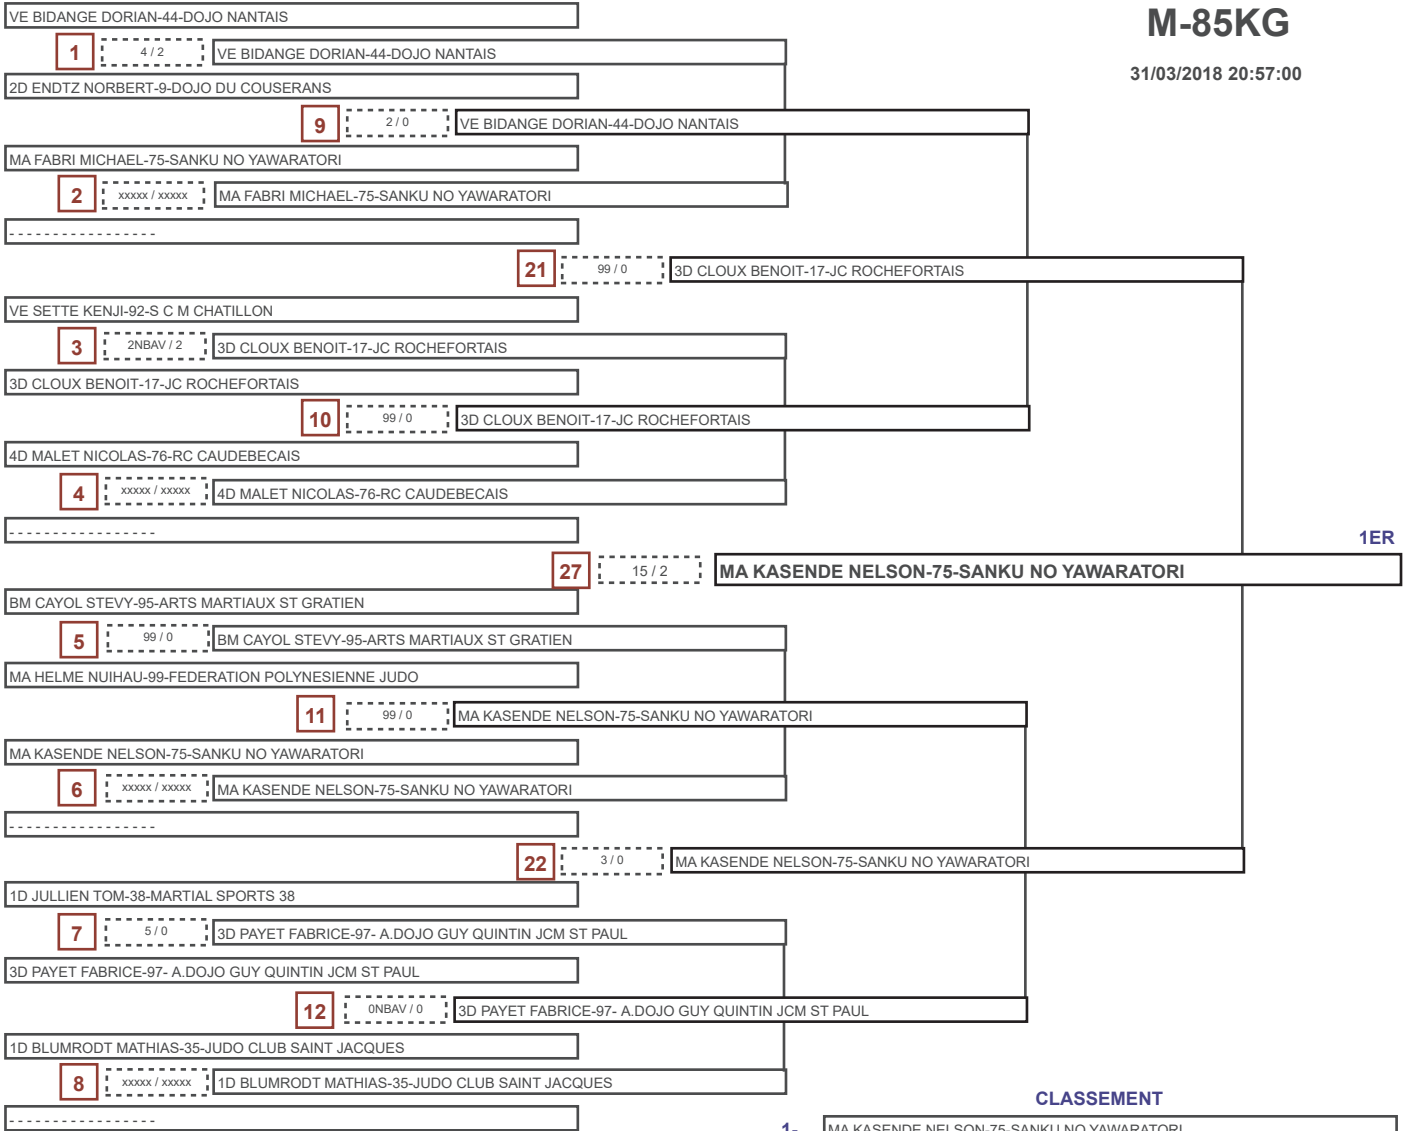 VE BIDANGE DORIAN-44-DOJO NANTAIS
M-85KG
1 4 / 2 VE BIDANGE DORIAN-44-DOJO NANTAIS
31/03/2018 20:57:00
2D ENDTZ NORBERT-9-DOJO DU COUSERANS
9 2 / 0 VE BIDANGE DORIAN-44-DOJO NANTAIS
MA FABRI MICHAEL-75-SANKU NO YAWARATORI
2 xxxxx / xxxxx MA FABRI MICHAEL-75-SANKU NO YAWARATORI
- - - - - - - - - - - - - - - - -
21 99 / 0 3D CLOUX BENOIT-17-JC ROCHEFORTAIS
VE SETTE KENJI-92-S C M CHATILLON
3 2NBAV / 2 3D CLOUX BENOIT-17-JC ROCHEFORTAIS
3D CLOUX BENOIT-17-JC ROCHEFORTAIS
10 99 / 0 3D CLOUX BENOIT-17-JC ROCHEFORTAIS
4D MALET NICOLAS-76-RC CAUDEBECAIS
4 xxxxx / xxxxx 4D MALET NICOLAS-76-RC CAUDEBECAIS
- - - - - - - - - - - - - - - - -
1ER
27 15 / 2 MA KASENDE NELSON-75-SANKU NO YAWARATORI
BM CAYOL STEVY-95-ARTS MARTIAUX ST GRATIEN
5 99 / 0 BM CAYOL STEVY-95-ARTS MARTIAUX ST GRATIEN
MA HELME NUIHAU-99-FEDERATION POLYNESIENNE JUDO
11 99 / 0 MA KASENDE NELSON-75-SANKU NO YAWARATORI
MA KASENDE NELSON-75-SANKU NO YAWARATORI
6 xxxxx / xxxxx MA KASENDE NELSON-75-SANKU NO YAWARATORI
- - - - - - - - - - - - - - - - -
22 3 / 0 MA KASENDE NELSON-75-SANKU NO YAWARATORI
1D JULLIEN TOM-38-MARTIAL SPORTS 38
7 5 / 0 3D PAYET FABRICE-97- A.DOJO GUY QUINTIN JCM ST PAUL
3D PAYET FABRICE-97- A.DOJO GUY QUINTIN JCM ST PAUL
12 0NBAV / 0 3D PAYET FABRICE-97- A.DOJO GUY QUINTIN JCM ST PAUL
1D BLUMRODT MATHIAS-35-JUDO CLUB SAINT JACQUES
8 xxxxx / xxxxx 1D BLUMRODT MATHIAS-35-JUDO CLUB SAINT JACQUES
CLASSEMENT
- - - - - - - - - - - - - - - - -
1- MA KASENDE NELSON-75-SANKU NO YAWARATORI